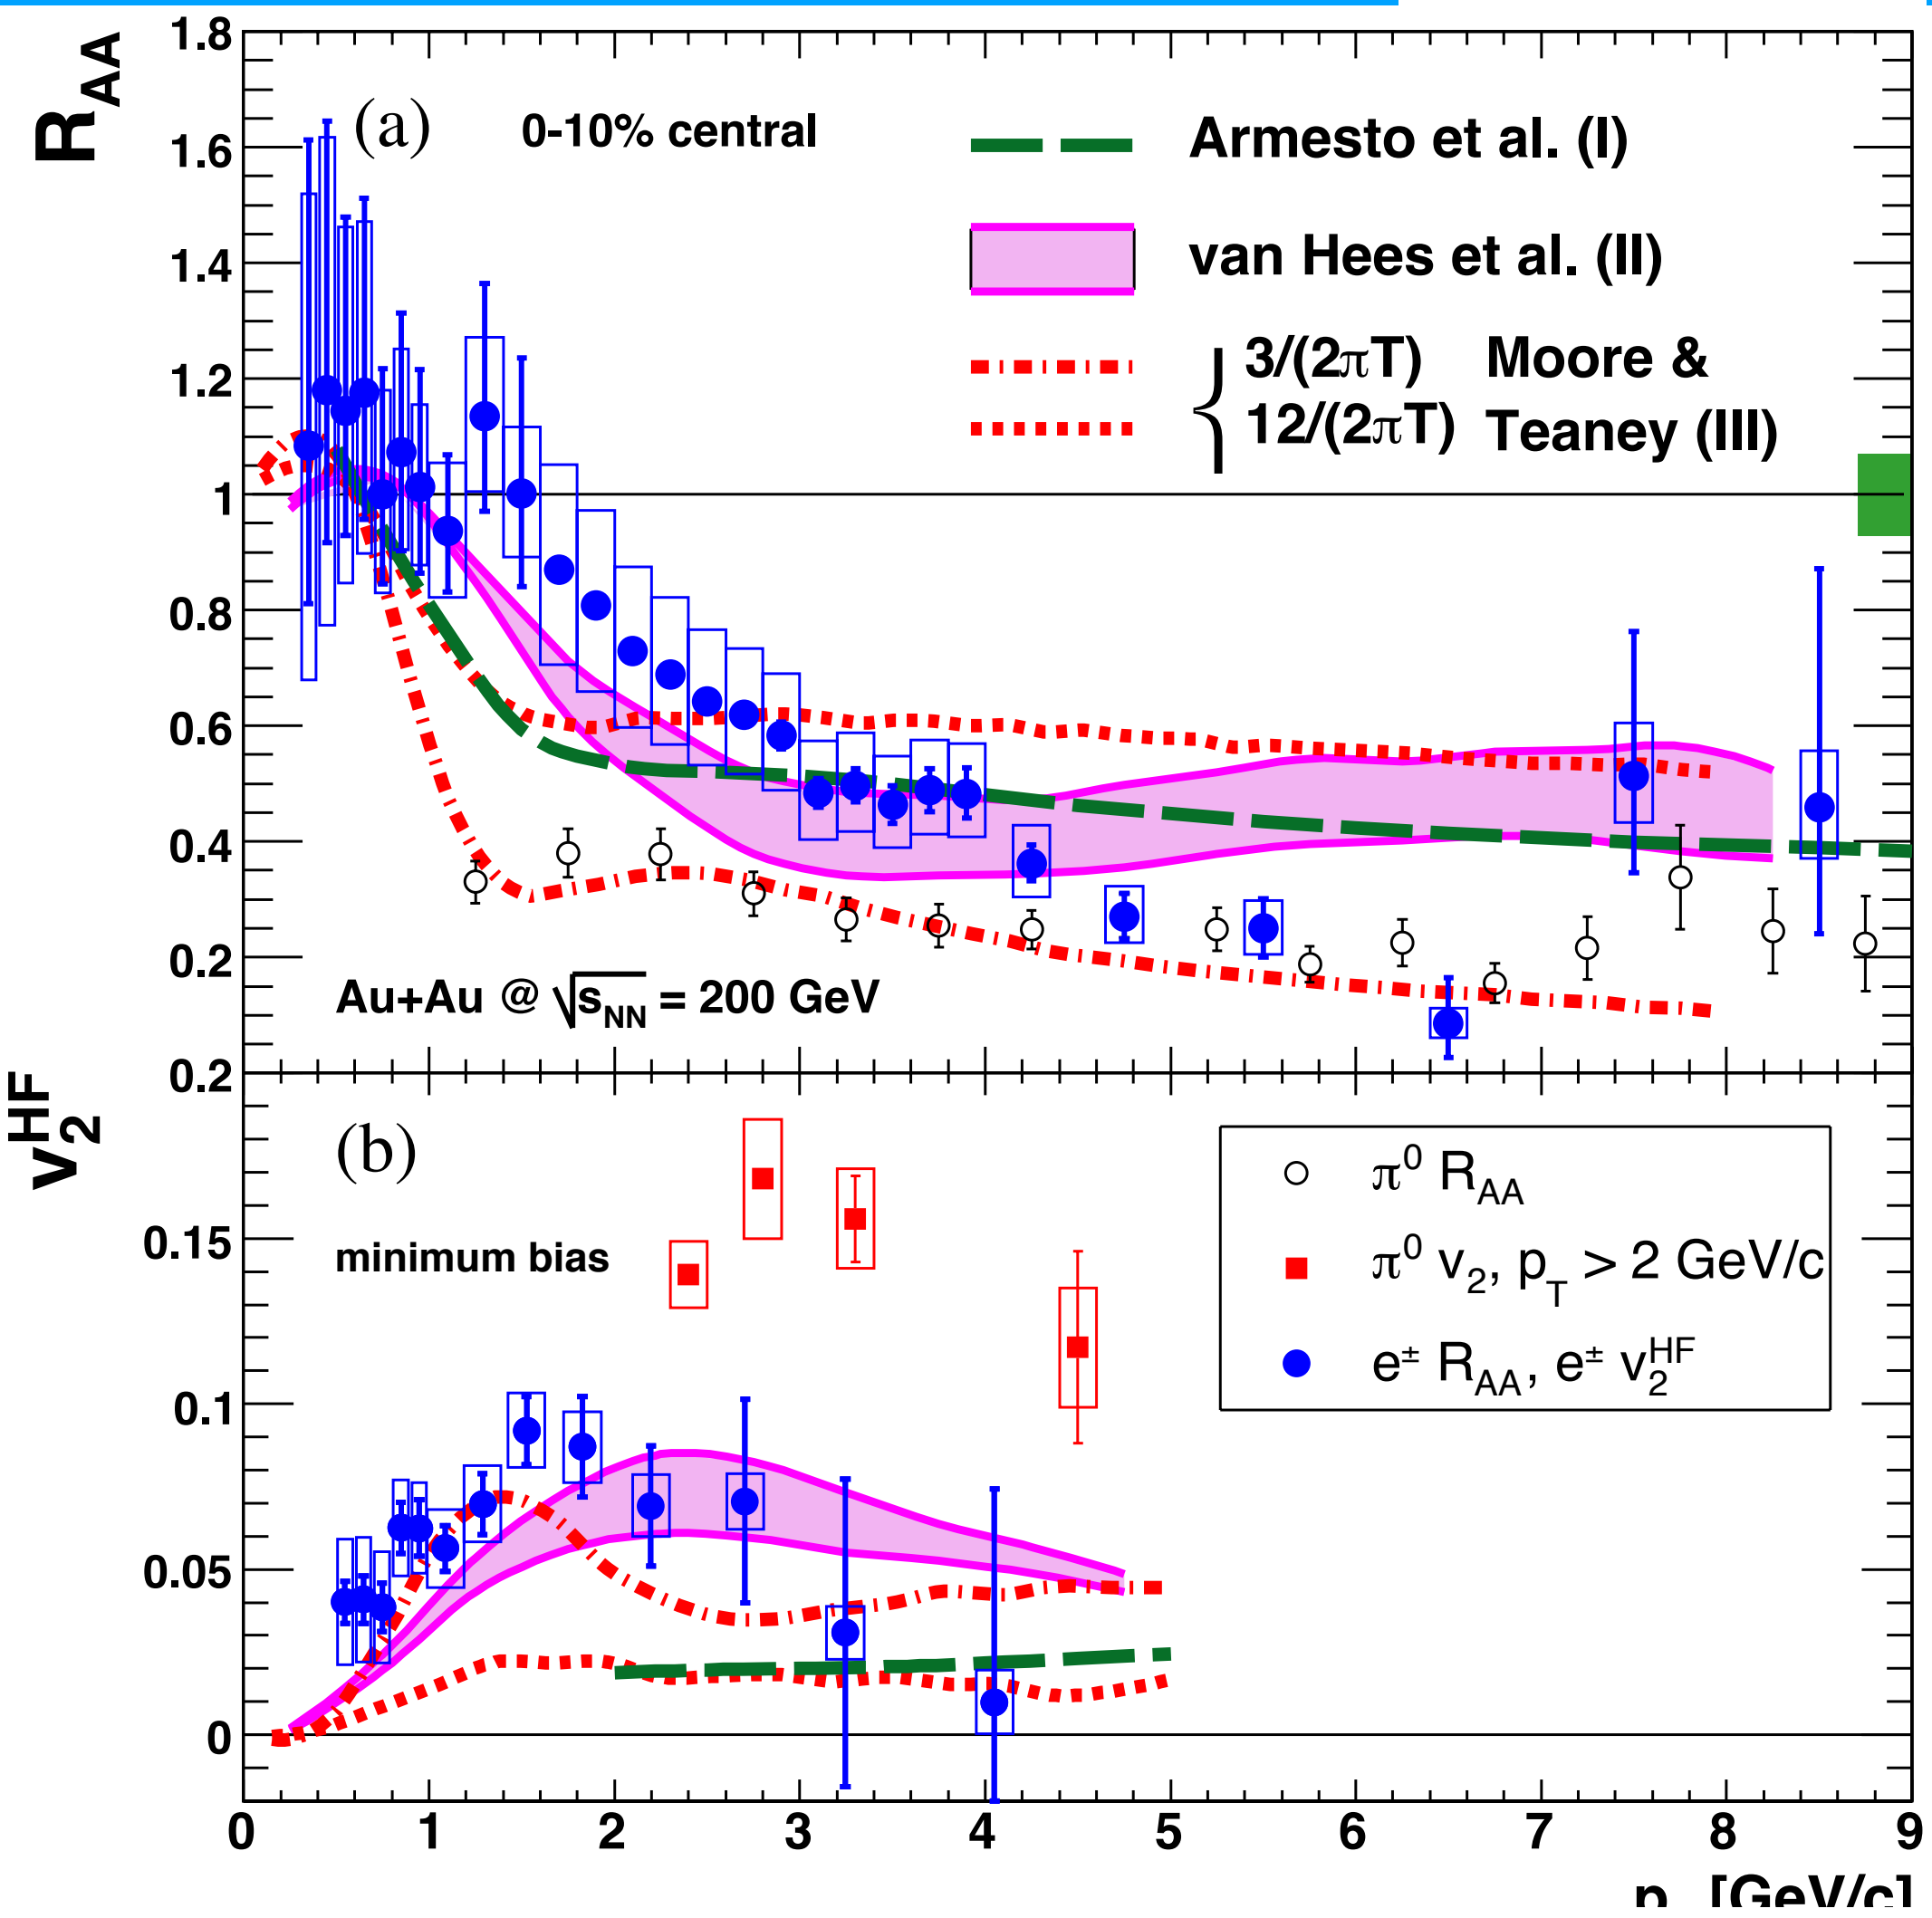 R_AA
1.8
1.6
1.4
1.2
1
0.8
0.6
0.4
0.2
(a) 0-10% central
Armesto et al. (I)
van Hees et al. (II)
3/(2πT) Moore &
12/(2πT) Teaney (III)
Au+Au @ √s_NN = 200 GeV
v_2^HF
0.2
0.15
0.1
0.05
0
(b)
minimum bias
π⁰ R_AA
π⁰ v_2, p_T > 2 GeV/c
e± R_AA, e± v_2^HF
0 1 2 3 4 5 6 7 8 9
p [GeV/c]